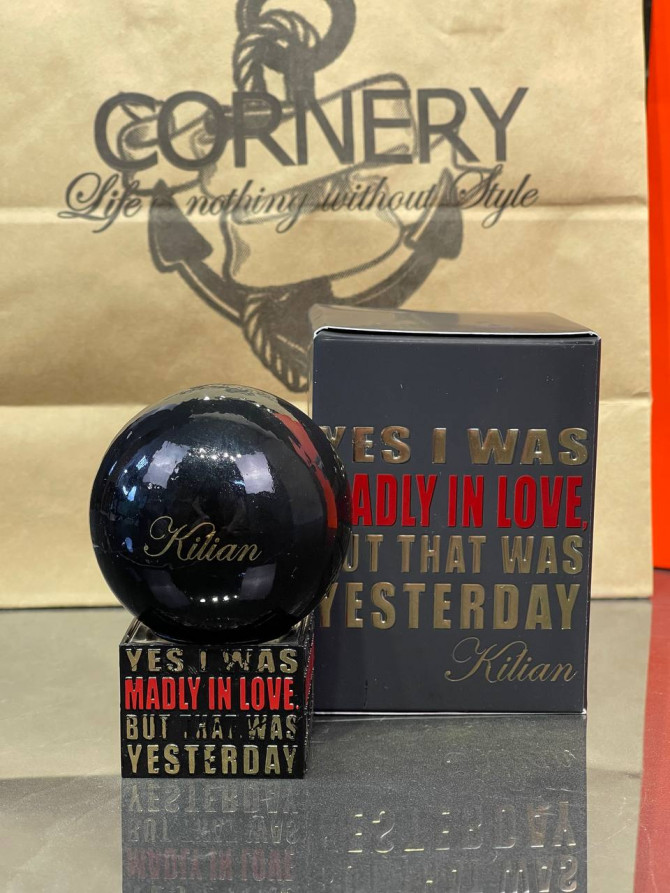 CORNERY
Life is nothing without Style
YES I WAS
MADLY IN LOVE,
BUT THAT WAS
YESTERDAY
Kilian
Kilian
YES I WAS
MADLY IN LOVE,
BUT THAT WAS
YESTERDAY